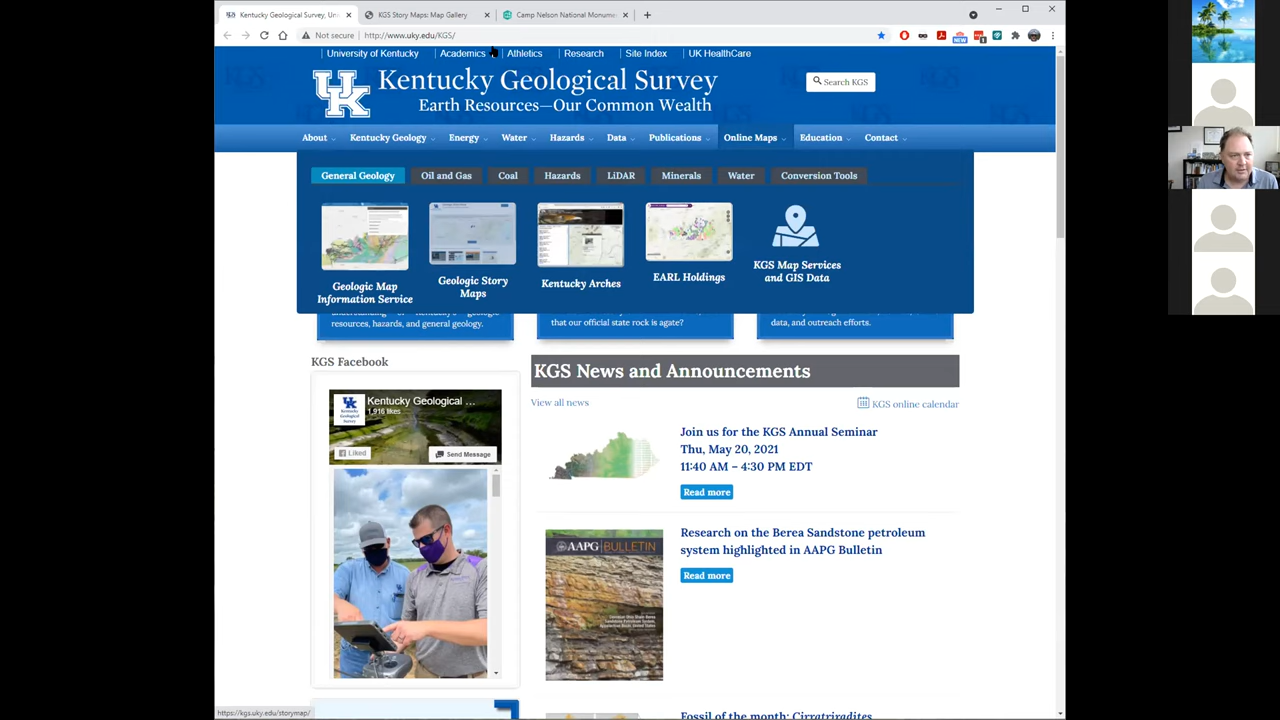 Kentucky Geological Survey, Un
KGS Story Maps: Map Gallery
Camp Nelson National Monume
Not secure
http://www.uky.edu/KGS/
University of Kentucky
Academics
Athletics
Research
Site Index
UK HealthCare
UK
Kentucky Geological Survey
Earth Resources—Our Common Wealth
Search KGS
About
Kentucky Geology
Energy
Water
Hazards
Data
Publications
Online Maps
Education
Contact
General Geology
Oil and Gas
Coal
Hazards
LiDAR
Minerals
Water
Conversion Tools
Geologic Map
Information Service
Geologic Story
Maps
Kentucky Arches
EARL Holdings
KGS Map Services
and GIS Data
resources, hazards, and general geology.
that our official state rock is agate?
data, and outreach efforts.
KGS Facebook
Kentucky Geological ...
1,916 likes
Liked
Send Message
KGS News and Announcements
View all news
KGS online calendar
Join us for the KGS Annual Seminar
Thu, May 20, 2021
11:40 AM – 4:30 PM EDT
Read more
AAPG BULLETIN
Research on the Berea Sandstone petroleum
system highlighted in AAPG Bulletin
Read more
Fossil of the month: Cirratriradites
https://kgs.uky.edu/storymap/